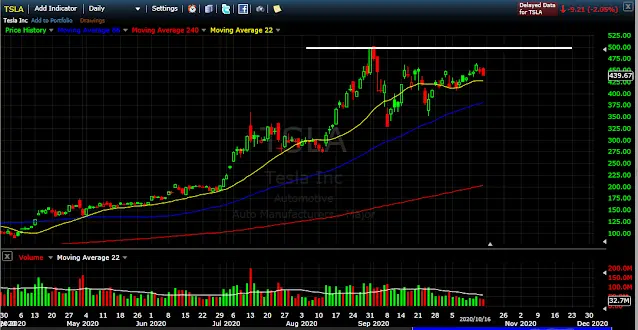 TSLA Add Indicator Daily Settings Delayed Data for TSLA -9.21 (-2.05%)
Tesla Inc Add to Portfolio Drawings
Price History Moving Average 66 Moving Average 240 Moving Average 22
525.00
500.00
475.00
450.00
439.67
425.00
400.00
375.00
350.00
325.00
300.00
275.00
250.00
225.00
200.00
175.00
150.00
125.00
100.00
TSLA
Tesla Inc
Automotive
Auto Manufacturers - Major
X Volume Moving Average 22
200.0M
150.0M
100.0M
32.7M
2020/10/16
30 6 13 20 27 4 11 18 26 1 8 15 22 29 6 13 20 27 3 10 17 24 31 8 14 21 28 5 2 9 16 23 30 7 14 21 28
May 2020 Jun 2020 Jul 2020 Aug 2020 Sep 2020 Nov 2020 Dec 2020